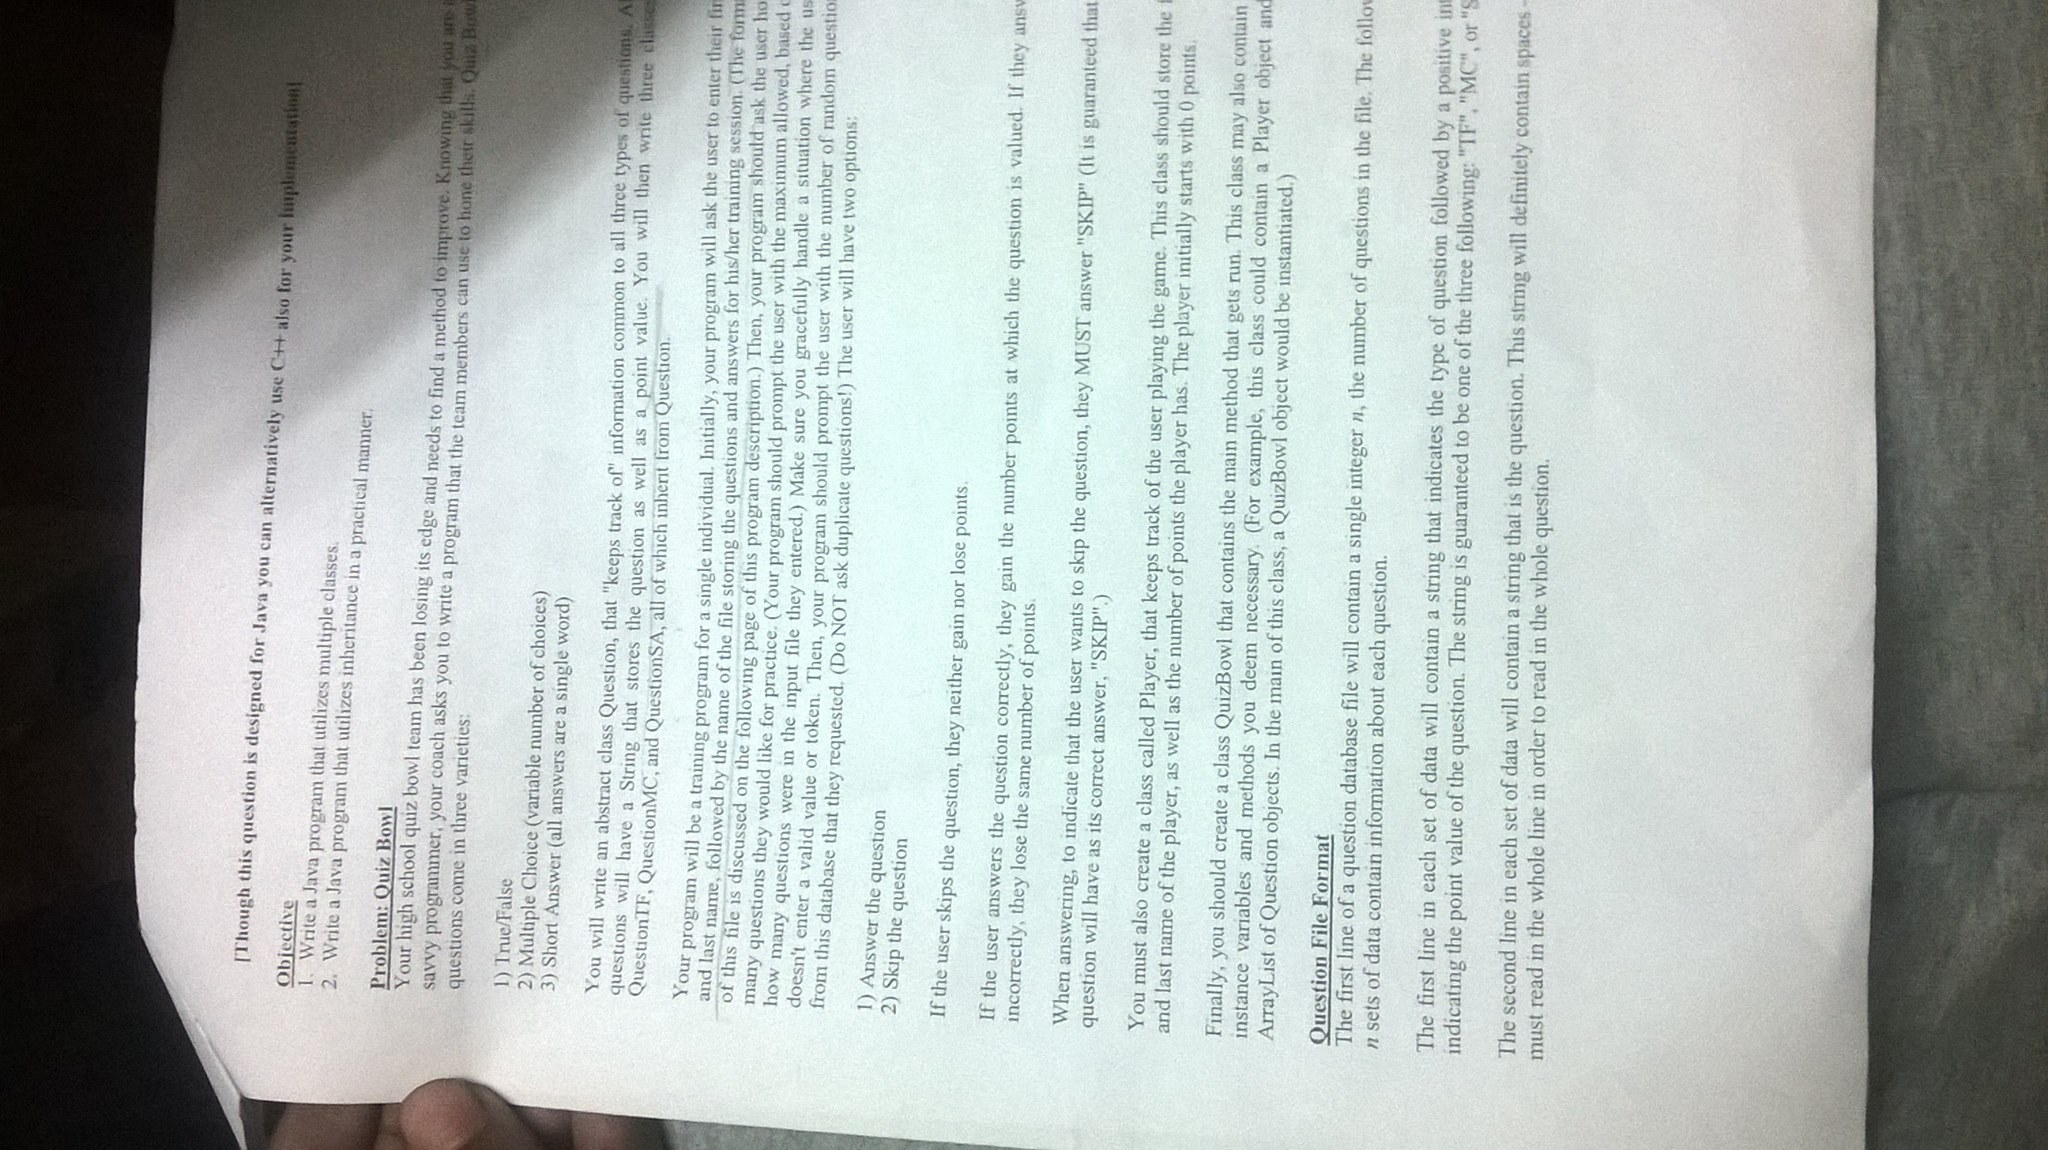 [Though this question is designed for Java you can alternatively use C++ also for your Implementation]
Objective
1. Write a Java program that utilizes multiple classes.
2. Write a Java program that utilizes inheritance in a practical manner.
Problem: Quiz Bowl
Your high school quiz bowl team has been losing its edge and needs to find a method to improve. Knowing that you are
savvy programmer, your coach asks you to write a program that the team members can use to hone their skills. Quiz Bowl
questions come in three varieties:
1) True/False
2) Multiple Choice (variable number of choices)
3) Short Answer (all answers are a single word)
You will write an abstract class Question, that "keeps track of" information common to all three types of questions.
questions will have a String that stores the question as well as a point value. You will then write three classes
QuestionTF, QuestionMC, and QuestionSA, all of which inherit from Question.
Your program will be a training program for a single individual. Initially, your program will ask the user to enter their
and last name, followed by the name of the file storing the questions and answers for his/her training session. (The
of this file is discussed on the following page of this program description.) Then, your program should ask the user
many questions they would like for practice. (Your program should prompt the user with the maximum allowed, based
how many questions were in the input file they entered.) Make sure you gracefully handle a situation where the
doesn't enter a valid value or token. Then, your program should prompt the user with the number of random
from this database that they requested. (Do NOT ask duplicate questions!) The user will have two options:
1) Answer the question
2) Skip the question
If the user skips the question, they neither gain nor lose points.
If the user answers the question correctly, they gain the number points at which the question is valued. If they
incorrectly, they lose the same number of points.
When answering, to indicate that the user wants to skip the question, they MUST answer "SKIP" (It is guaranteed that
question will have as its correct answer, "SKIP".)
You must also create a class called Player, that keeps track of the user playing the game. This class should store the
and last name of the player, as well as the number of points the player has. The player initially starts with 0 points.
Finally, you should create a class QuizBowl that contains the main method that gets run. This class may also contain
instance variables and methods you deem necessary. (For example, this class could contain a Player object and
ArrayList of Question objects. In the main of this class, a QuizBowl object would be instantiated.)
Question File Format
The first line of a question database file will contain a single integer n, the number of questions in the file. The
n sets of data contain information about each question.
The first line in each set of data will contain a string that indicates the type of question followed by a positive
indicating the point value of the question. The string is guaranteed to be one of the three following: "TF", "MC", or
The second line in each set of data will contain a string that is the question. This string will definitely contain spaces -
must read in the whole line in order to read in the whole question.